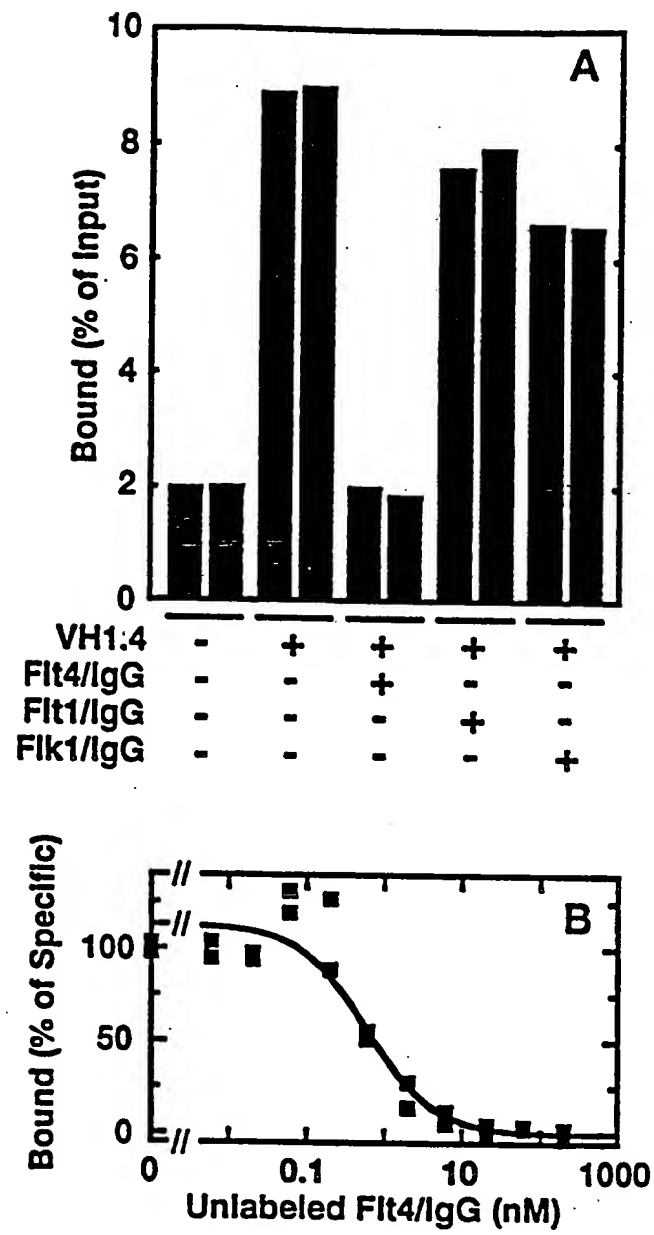 A
10
8
6
4
2
0
Bound (% of Input)
VH1:4 - + + + +
Flt4/IgG - - + - -
Flt1/IgG - - - + -
Flk1/IgG - - - - +
B
100
50
0
Bound (% of Specific)
0 0.1 10 1000
Unlabeled Flt4/IgG (nM)